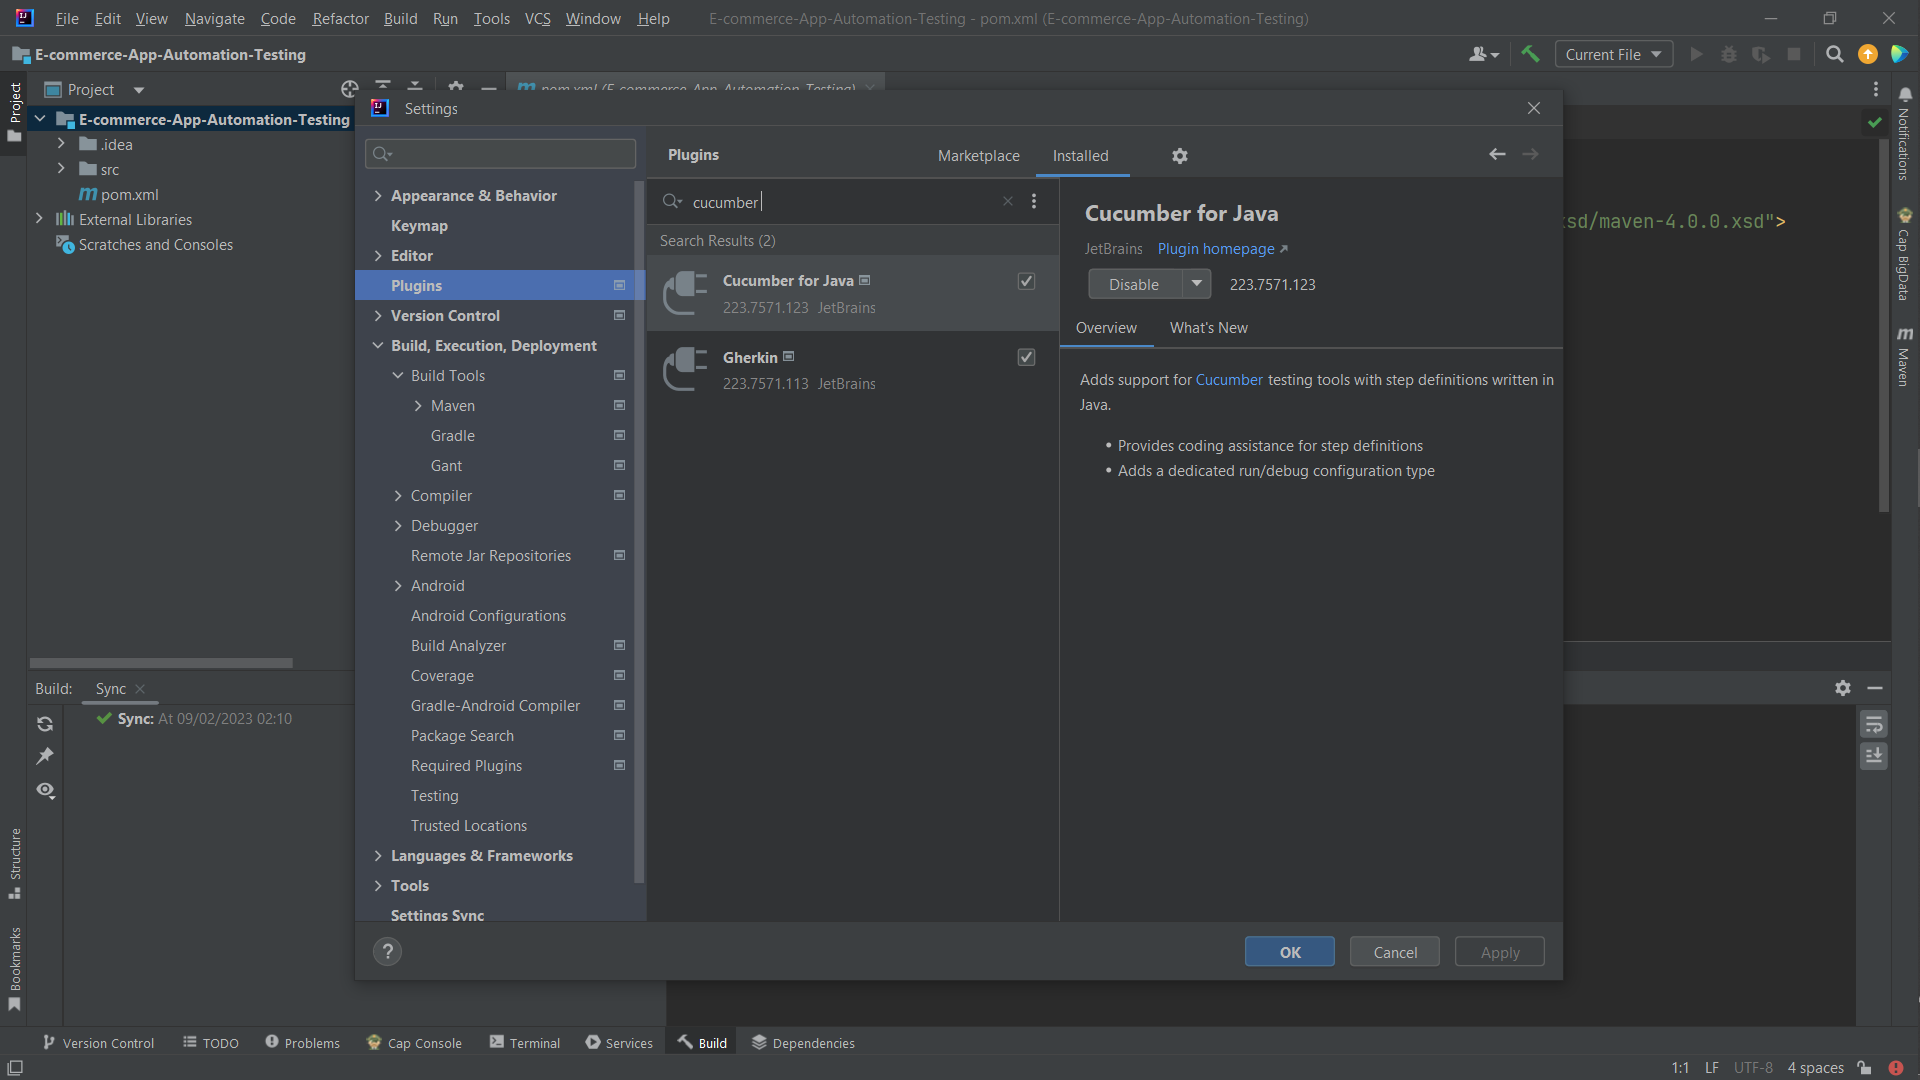 File Edit View Navigate Code Refactor Build Run Tools VCS Window Help E-commerce-App-Automation-Testing - pom.xml (E-commerce-App-Automation-Testing)
E-commerce-App-Automation-Testing
Current File
Project
Project
pom.xml (E-commerce-App-Automation-Testing)
E-commerce-App-Automation-Testing
.idea
src
pom.xml
External Libraries
Scratches and Consoles
Settings
Appearance & Behavior
Keymap
Editor
Plugins
Version Control
Build, Execution, Deployment
Build Tools
Maven
Gradle
Gant
Compiler
Debugger
Remote Jar Repositories
Android
Android Configurations
Build Analyzer
Coverage
Gradle-Android Compiler
Package Search
Required Plugins
Testing
Trusted Locations
Languages & Frameworks
Tools
Settings Sync
Plugins
Marketplace
Installed
cucumber
Search Results (2)
Cucumber for Java
223.7571.123 JetBrains
Gherkin
223.7571.113 JetBrains
Cucumber for Java
JetBrains Plugin homepage
Disable
223.7571.123
Overview
What's New
Adds support for Cucumber testing tools with step definitions written in
Java.
• Provides coding assistance for step definitions
• Adds a dedicated run/debug configuration type
?
OK
Cancel
Apply
sd/maven-4.0.0.xsd">
Notifications
Cap BigData
Maven
Build:
Sync
Sync: At 09/02/2023 02:10
Structure
Bookmarks
Version Control
TODO
Problems
Cap Console
Terminal
Services
Build
Dependencies
1:1 LF UTF-8 4 spaces